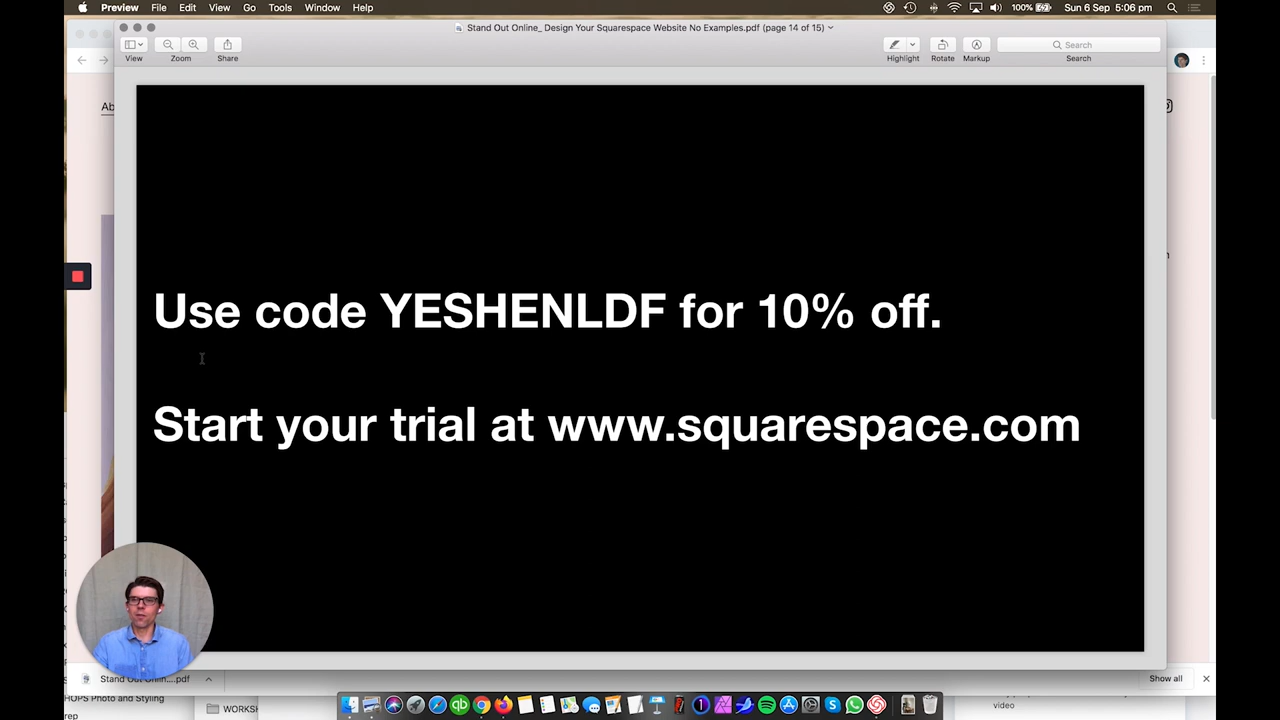 Preview File Edit View Go Tools Window Help 100% Sun 6 Sep 5:06 pm
Stand Out Online_ Design Your Squarespace Website No Examples.pdf (page 14 of 15)
Search
View Zoom Share Highlight Rotate Markup Search
Ab
Use code YESHENLDF for 10% off.
Start your trial at www.squarespace.com
Stand Out Onlin....pdf
Show all
HOPS Photo and Styling
WORKSH
video